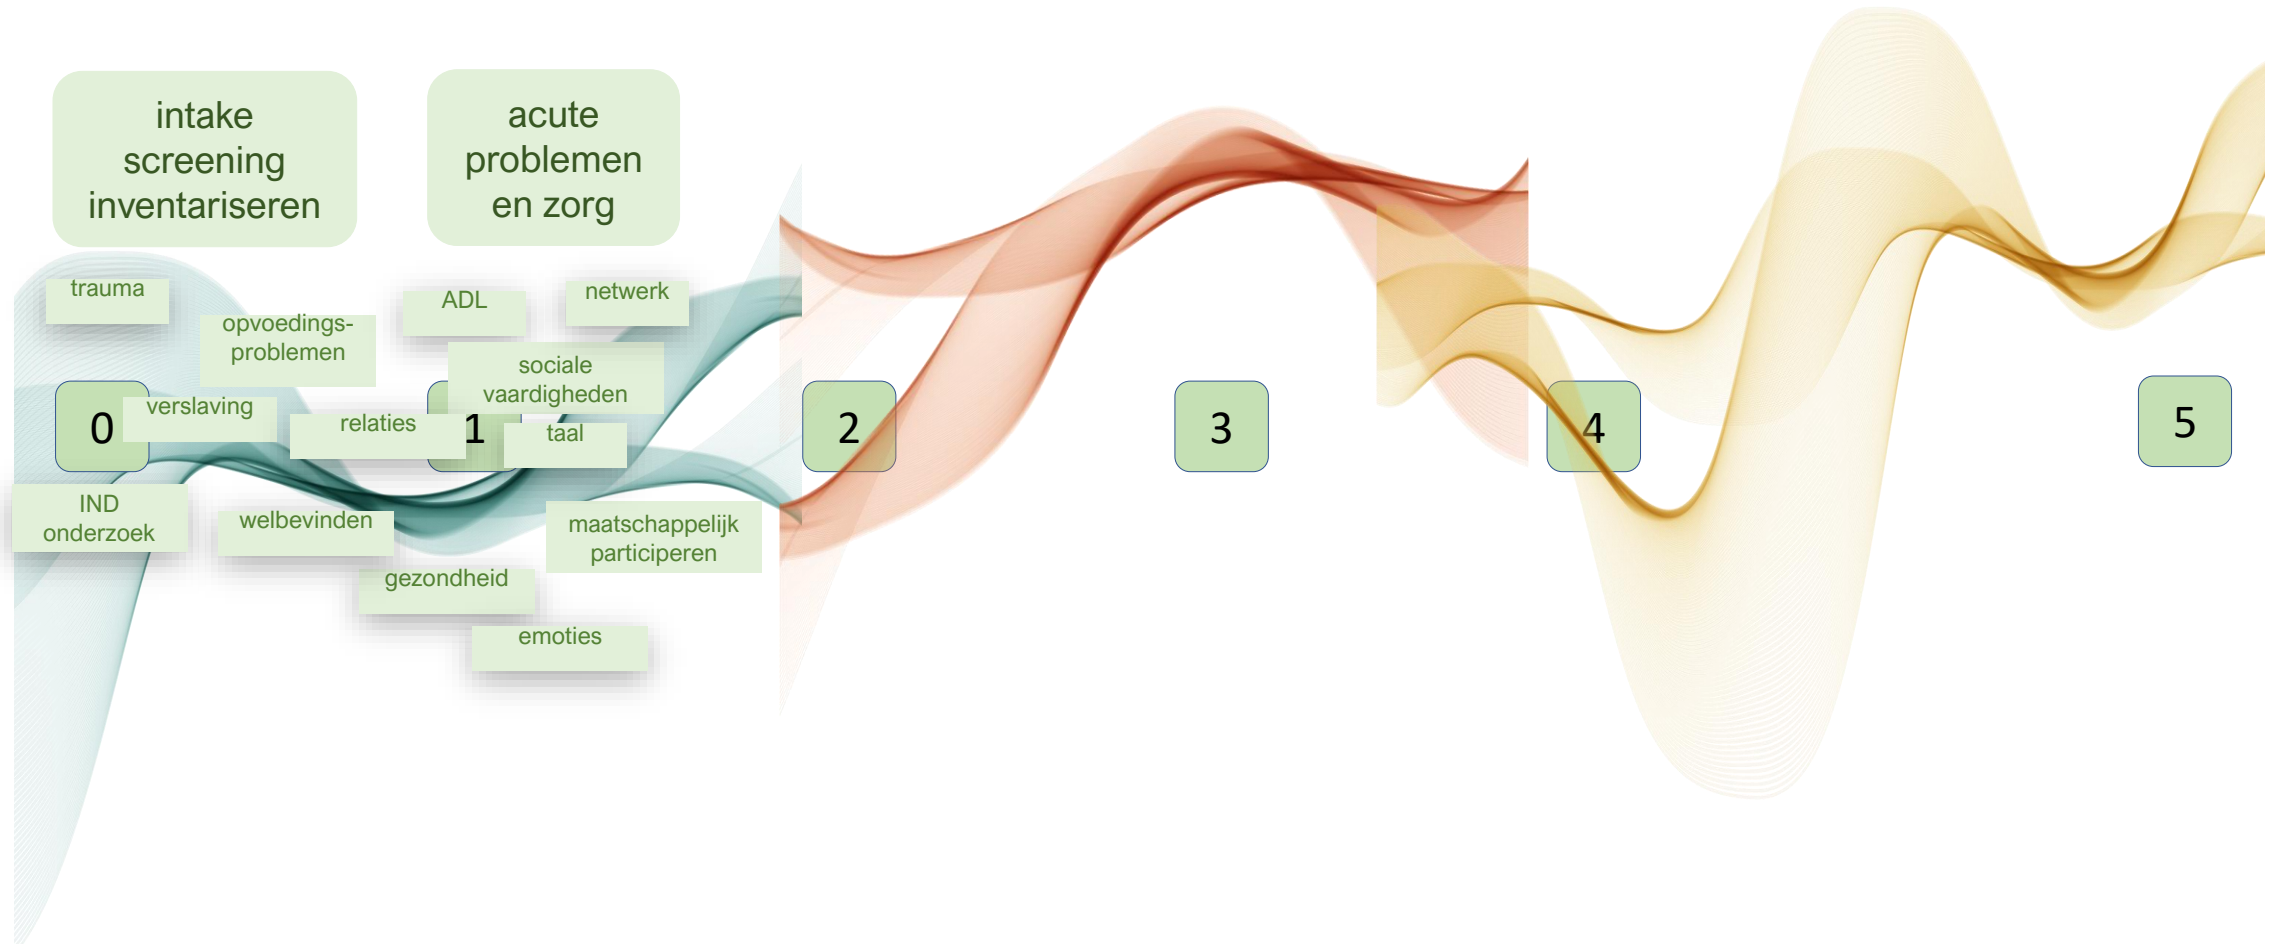 intake
screening
inventariseren
acute
problemen
en zorg
trauma
opvoedings-
problemen
ADL
netwerk
sociale
vaardigheden
0
verslaving
relaties
1
taal
2
3
4
5
IND
onderzoek
welbevinden
maatschappelijk
participeren
gezondheid
emoties